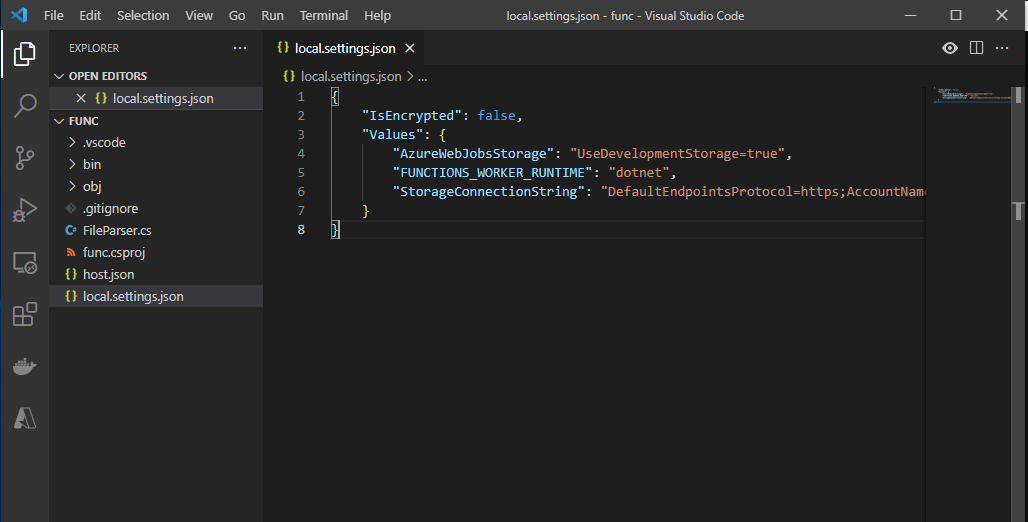 File Edit Selection View Go Run Terminal Help
local.settings.json - func - Visual Studio Code
EXPLORER
OPEN EDITORS
local.settings.json
FUNC
.vscode
bin
obj
.gitignore
FileParser.cs
func.csproj
host.json
local.settings.json
local.settings.json
local.settings.json > ...
1 {
2 "IsEncrypted": false,
3 "Values": {
4 "AzureWebJobsStorage": "UseDevelopmentStorage=true",
5 "FUNCTIONS_WORKER_RUNTIME": "dotnet",
6 "StorageConnectionString": "DefaultEndpointsProtocol=https;AccountName
7 }
8 }